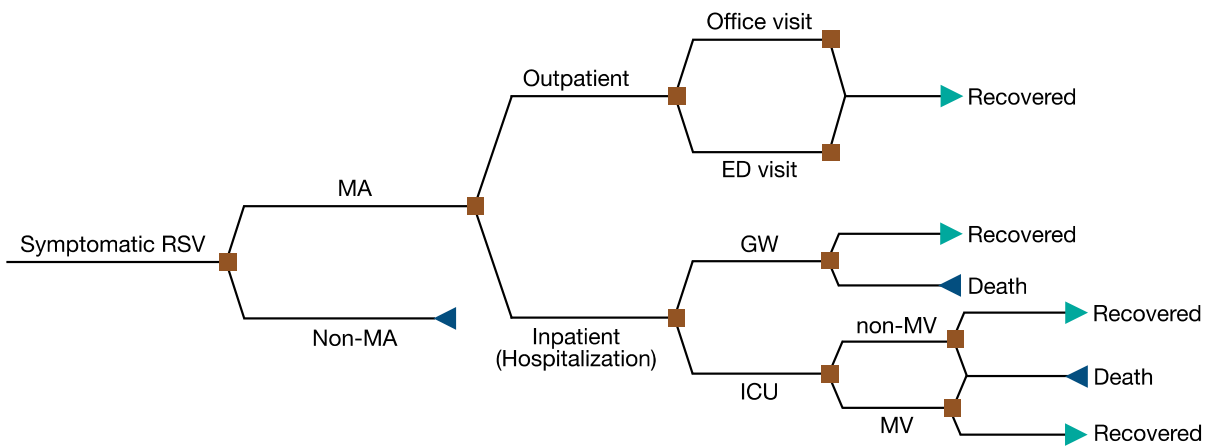 Office visit
Outpatient
Recovered
ED visit
MA
Symptomatic RSV
GW
Recovered
Death
Non-MA
Inpatient
(Hospitalization)
non-MV
Recovered
ICU
Death
MV
Recovered